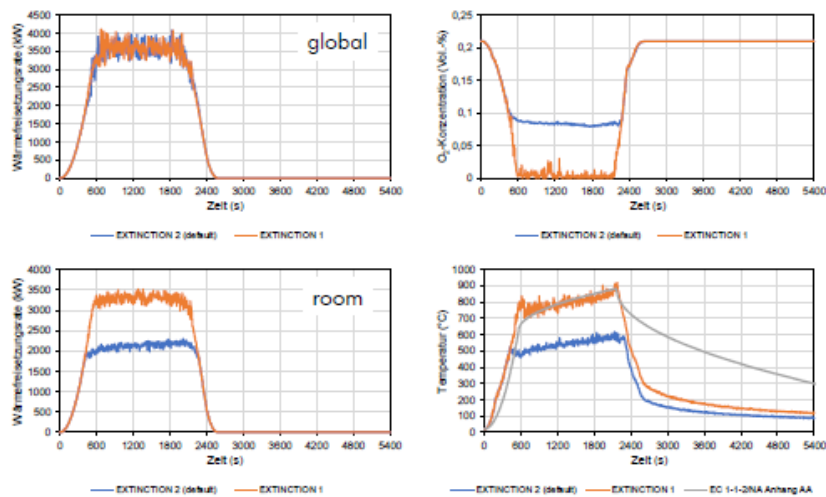 Wärmefreisetzungsrate (kW)
4500
4000
3500
3000
2500
2000
1500
1000
500
0
global
0 600 1200 1800 2400 3000 3600 4200 4800 5400
Zeit (s)
EXTINCTION 2 (default) EXTINCTION 1
O2-Konzentration (Vol.-%)
0,25
0,2
0,15
0,1
0,05
0
0 600 1200 1800 2400 3000 3600 4200 4800 5400
Zeit (s)
EXTINCTION 2 (default) EXTINCTION 1
Wärmefreisetzungsrate (kW)
4000
3500
3000
2500
2000
1500
1000
500
0
room
0 600 1200 1800 2400 3000 3600 4200 4800 5400
Zeit (s)
EXTINCTION 2 (default) EXTINCTION 1
Temperatur (°C)
1000
900
800
700
600
500
400
300
200
100
0
0 600 1200 1800 2400 3000 3600 4200 4800 5400
Zeit (s)
EXTINCTION 2 (default) EXTINCTION 1 EC 1-1-2/NA Anhang AA